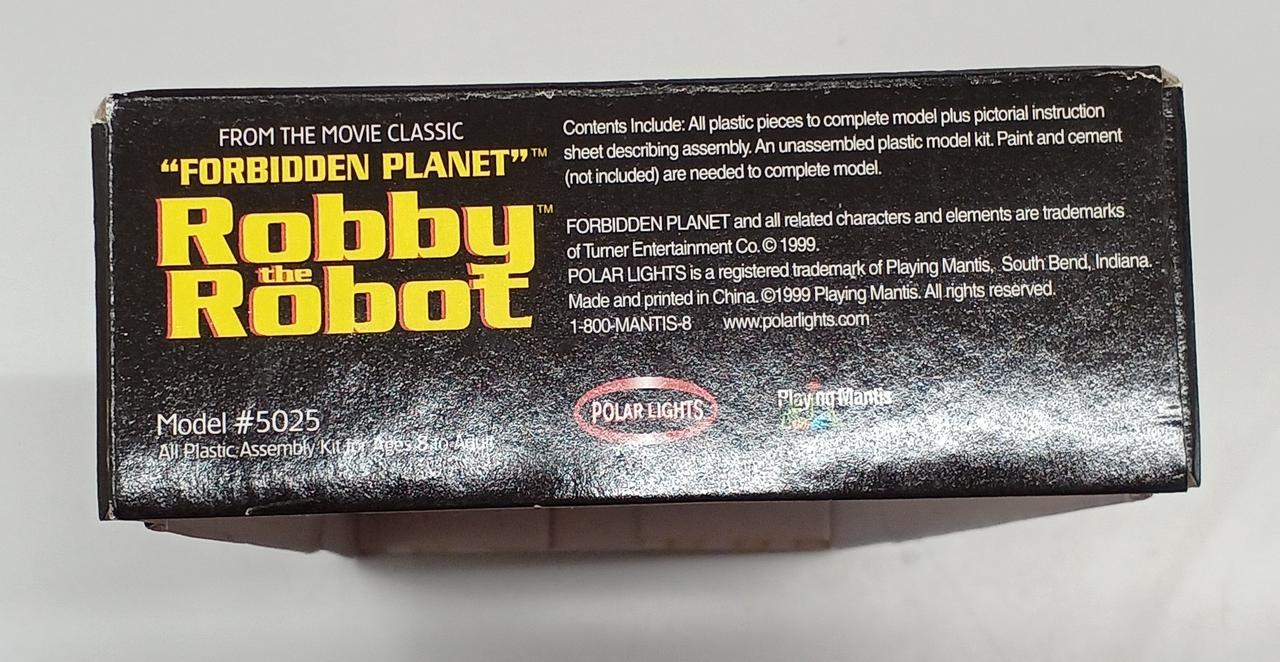 FROM THE MOVIE CLASSIC
“FORBIDDEN PLANET”™
Robby™
the
Robot
Model #5025
All Plastic Assembly Kit for Ages 8 to Adult
Contents Include: All plastic pieces to complete model plus pictorial instruction
sheet describing assembly. An unassembled plastic model kit. Paint and cement
(not included) are needed to complete model.
FORBIDDEN PLANET and all related characters and elements are trademarks
of Turner Entertainment Co. © 1999.
POLAR LIGHTS is a registered trademark of Playing Mantis, South Bend, Indiana.
Made and printed in China. ©1999 Playing Mantis. All rights reserved.
1-800-MANTIS-8 www.polarlights.com
POLAR LIGHTS
Playing Mantis